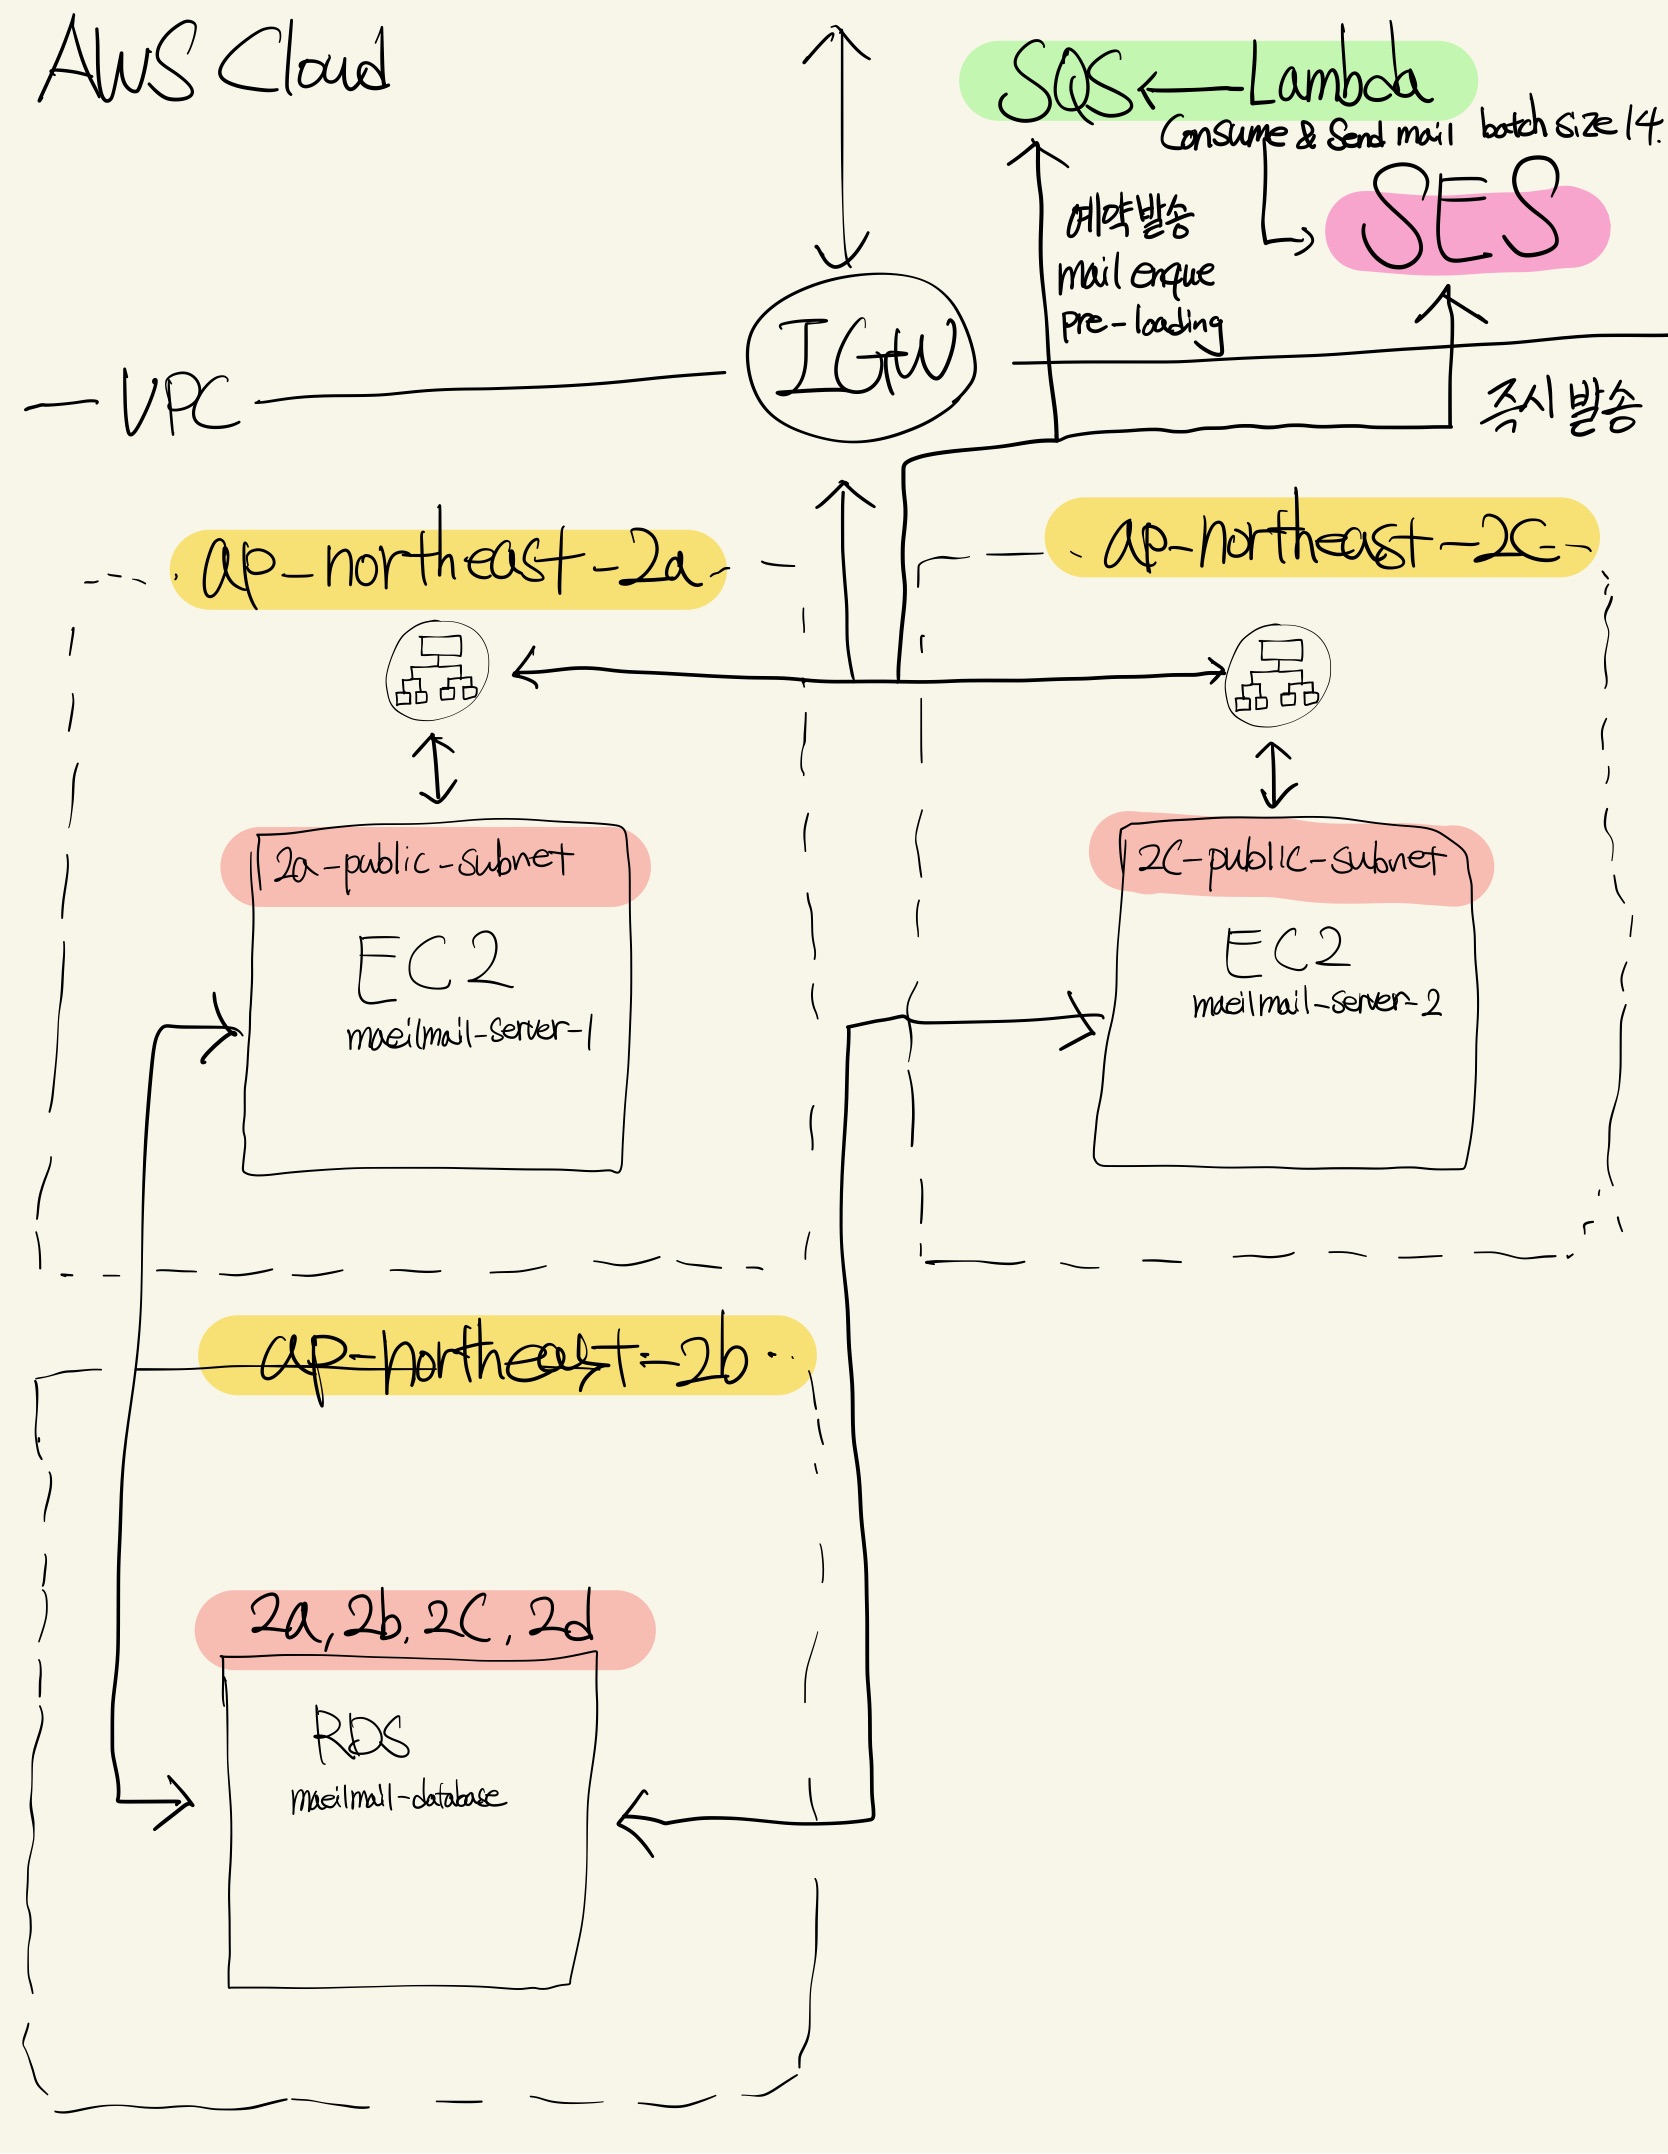 AWS Cloud
SQS ← Lambda
Consume & Send mail batch size 14.
SES
예약발송
mail enque
pre-loading
IGW
VPC
즉시 발송
ap-northeast-2a
ap-northeast-2c
2a-public-subnet
EC2
maeilmail-server-1
2C-public-subnet
EC2
maeilmail-server-2
ap-northeast-2b
2a, 2b, 2C, 2d
RDS
maeilmail-database